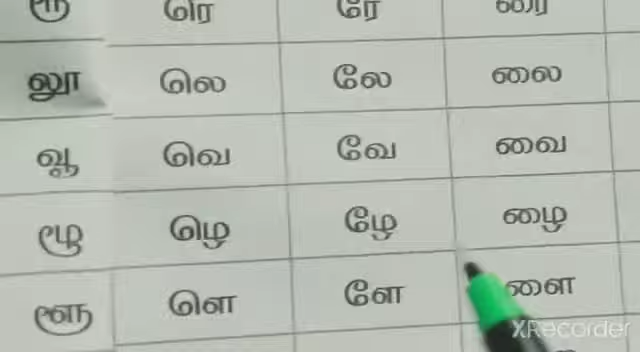 ரூ ரெ ரே ரை
லூ லெ லே லை
வூ வெ வே வை
ழூ ழெ ழே ழை
ளூ ளெ ளே ளை
XRecorder